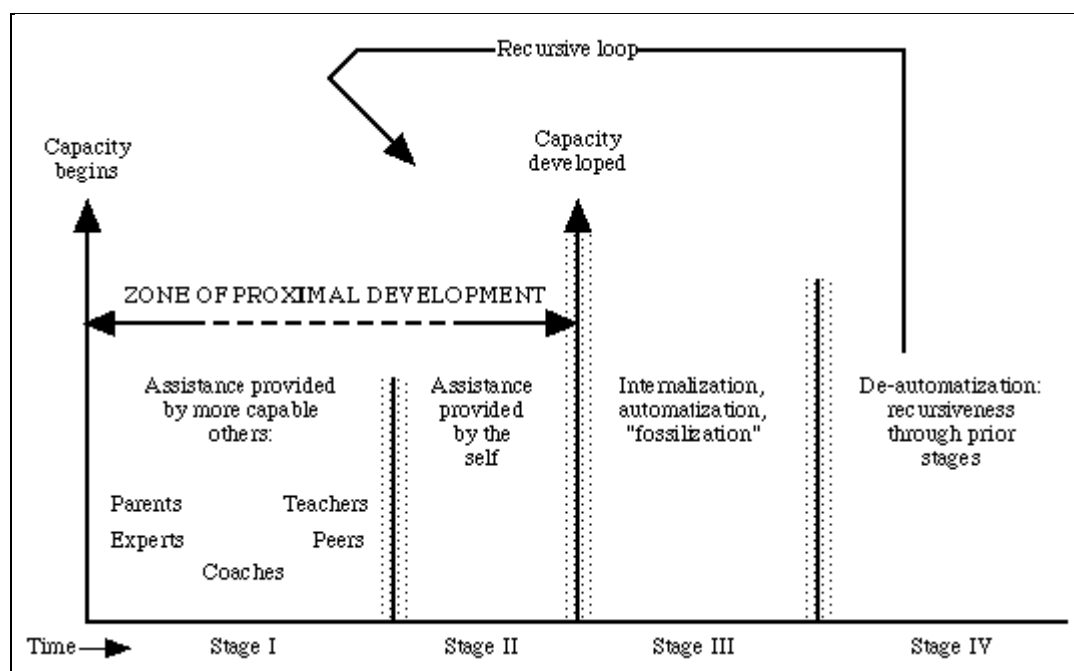 Recursive loop
Capacity
begins
Capacity
developed
ZONE OF PROXIMAL DEVELOPMENT
Assistance provided
by more capable
others:
Parents
Teachers
Experts
Peers
Coaches
Assistance
provided
by the
self
Internalization,
automatization,
"fossilization"
De-automatization:
recursiveness
through prior
stages
Time
Stage I
Stage II
Stage III
Stage IV